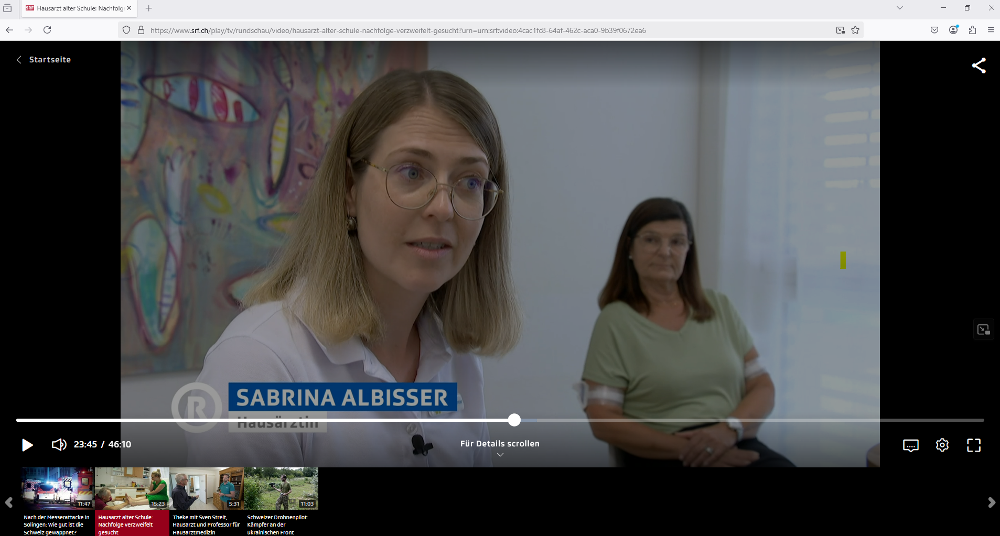 SRF Hausarzt alter Schule: Nachfolg
https://www.srf.ch/play/tv/rundschau/video/hausarzt-alter-schule-nachfolge-verzweifelt-gesucht?urn=urn:srf:video:4cac1fc8-64af-462c-aca0-9b39f0672ea6
Startseite
R
SABRINA ALBISSER
Hausärztin
23:45 / 46:10
Für Details scrollen
11:47
15:23
5:31
11:03
Nach der Messerattacke in
Solingen: Wie gut ist die
Schweiz gewappnet?
Hausarzt alter Schule:
Nachfolge verzweifelt
gesucht
Theke mit Sven Streit,
Hausarzt und Professor für
Hausarztmedizin
Schweizer Drohnenpilot:
Kämpfer an der
ukrainischen Front